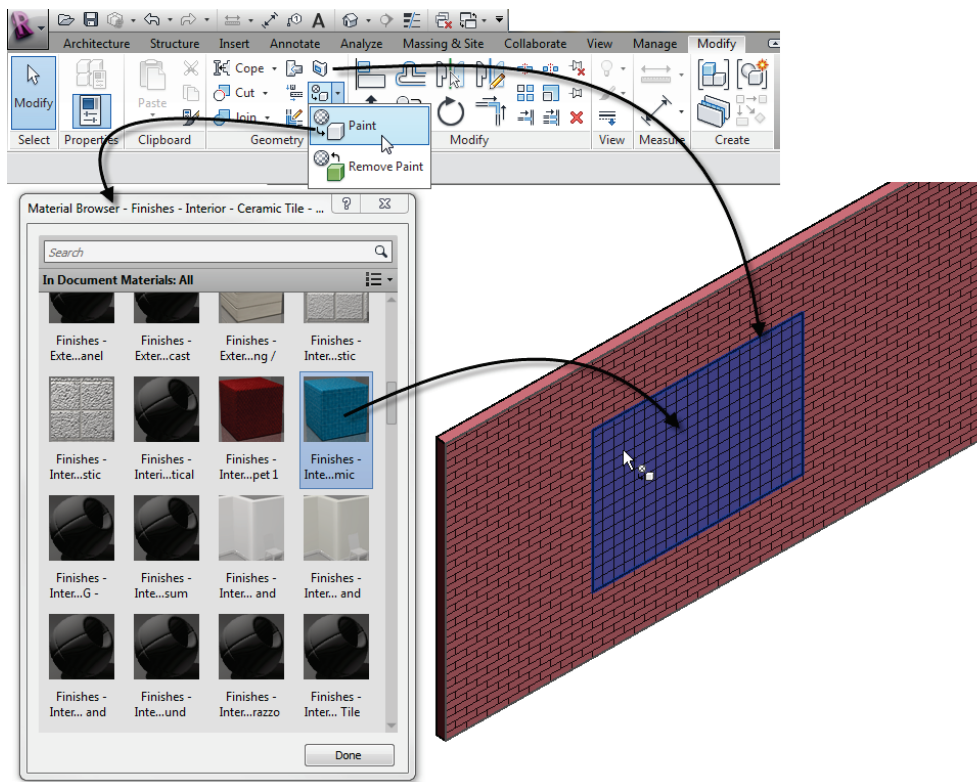 A
Architecture Structure Insert Annotate Analyze Massing & Site Collaborate View Manage Modify
Modify
Paste
Cope
Cut
Join
Select Properties Clipboard Geometry Modify View Measure Create
Paint
Remove Paint
Material Browser - Finishes - Interior - Ceramic Tile - ...
Search
In Document Materials: All
Finishes - Finishes - Finishes - Finishes -
Exte...anel Exter...cast Exter...ng / Inter...stic
Finishes - Finishes - Finishes - Finishes -
Inter...stic Interi...tical Inter...pet 1 Inte...mic
Finishes - Finishes - Finishes - Finishes -
Inter...G - Inte...sum Inter... and Inter... and
Finishes - Finishes - Finishes - Finishes -
Inter... and Inte...und Inter...razzo Inter... Tile
Done